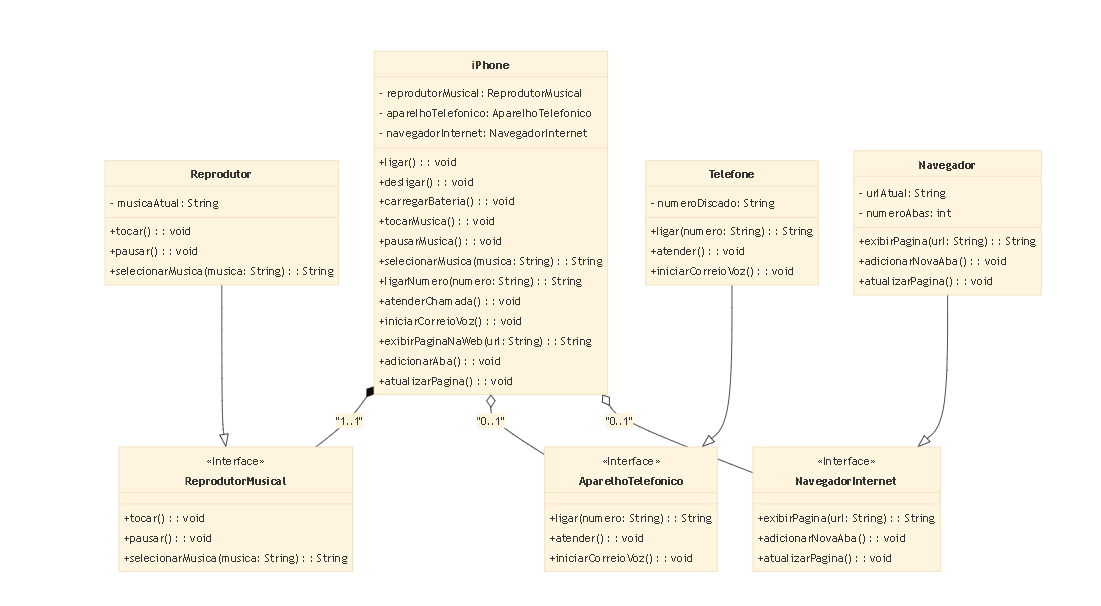 iPhone
- reprodutorMusical: ReprodutorMusical
- aparelhoTelefonico: AparelhoTelefonico
- navegadorInternet: NavegadorInternet
+ligar() : : void
+desligar() : : void
+carregarBateria() : : void
+tocarMusica() : : void
+pausarMusica() : : void
+selecionarMusica(musica: String) : : String
+ligarNumero(numero: String) : : String
+atenderChamada() : : void
+iniciarCorreioVoz() : : void
+exibirPaginaNaWeb(url: String) : : String
+adicionarAba() : : void
+atualizarPagina() : : void
Reprodutor
- musicaAtual: String
+tocar() : : void
+pausar() : : void
+selecionarMusica(musica: String) : : String
Telefone
- numeroDiscado: String
+ligar(numero: String) : : String
+atender() : : void
+iniciarCorreioVoz() : : void
Navegador
- urlAtual: String
- numeroAbas: int
+exibirPagina(url: String) : : String
+adicionarNovaAba() : : void
+atualizarPagina() : : void
"1..1"
"0..1"
"0..1"
«Interface»
ReprodutorMusical
+tocar() : : void
+pausar() : : void
+selecionarMusica(musica: String) : : String
«Interface»
AparelhoTelefonico
+ligar(numero: String) : : String
+atender() : : void
+iniciarCorreioVoz() : : void
«Interface»
NavegadorInternet
+exibirPagina(url: String) : : String
+adicionarNovaAba() : : void
+atualizarPagina() : : void